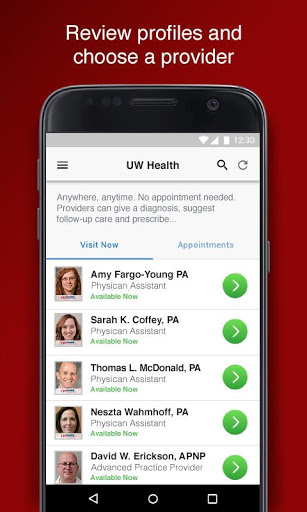 Review profiles and
choose a provider
12:30
UW Health
Anywhere, anytime. No appointment needed.
Providers can give a diagnosis, suggest
follow-up care and prescribe...
Visit Now
Appointments
Amy Fargo-Young PA
Physican Assistant
Available Now
Sarah K. Coffey, PA
Physican Assistant
Available Now
Thomas L. McDonald, PA
Physican Assistant
Available Now
Neszta Wahmhoff, PA
Physican Assistant
Available Now
David W. Erickson, APNP
Advanced Practice Provider
Available Now